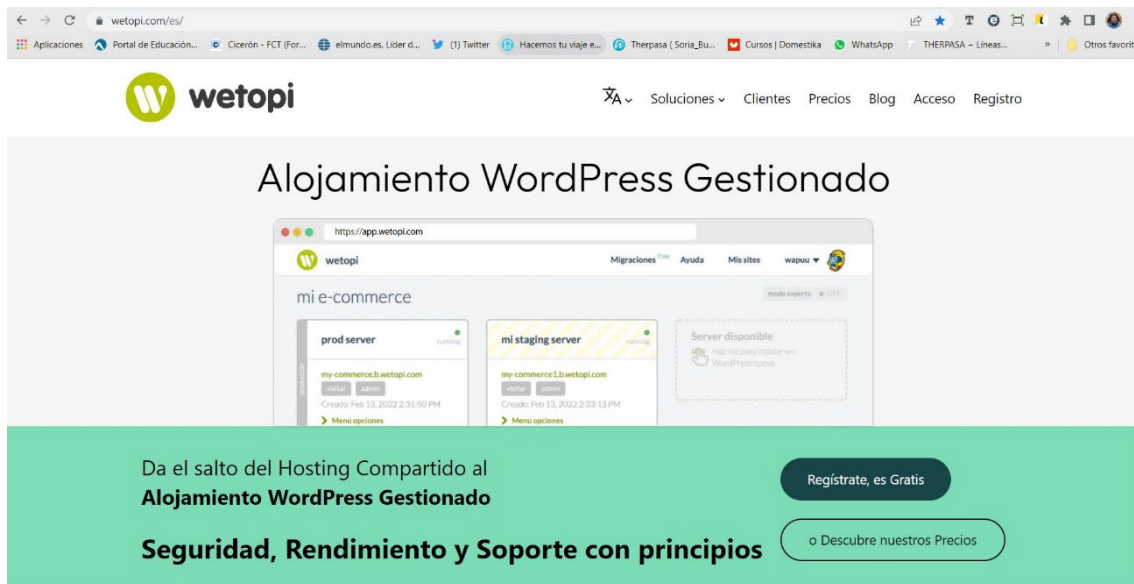 wetopi.com/es/
Aplicaciones Portal de Educación... Cicerón - FCT (For... elmundo.es. Líder d... (1) Twitter Hacemos tu viaje e... Therpasa ( Soria_Bu... Cursos | Domestika WhatsApp THERPASA – Líneas... » Otros favorit
wetopi
Soluciones Clientes Precios Blog Acceso Registro
Alojamiento WordPress Gestionado
https://app.wetopi.com
wetopi Migraciones free Ayuda Mis sites wapuu
mi e-commerce modo experto OFF
prod server running mi staging server running Server disponible
Haz clic para instalar un
WordPress nuevo
producción
my-commerce.b.wetopi.com my-commerce1.b.wetopi.com
visitar admin visitar admin
Creado: Feb 13, 2022 2:31:50 PM Creado: Feb 13, 2022 2:33:13 PM
Menú opciones Menú opciones
Da el salto del Hosting Compartido al
Alojamiento WordPress Gestionado
Regístrate, es Gratis
Seguridad, Rendimiento y Soporte con principios
o Descubre nuestros Precios